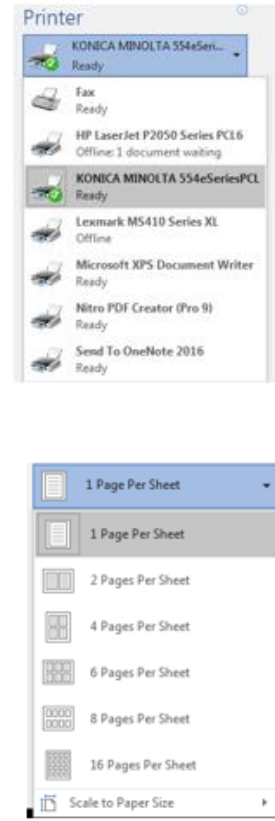 Printer
KONICA MINOLTA 554eSeri...
Ready
Fax
Ready
HP LaserJet P2050 Series PCL6
Offline: 1 document waiting
KONICA MINOLTA 554eSeriesPCL
Ready
Lexmark MS410 Series XL
Offline
Microsoft XPS Document Writer
Ready
Nitro PDF Creator (Pro 9)
Ready
Send To OneNote 2016
Ready
1 Page Per Sheet
1 Page Per Sheet
2 Pages Per Sheet
4 Pages Per Sheet
6 Pages Per Sheet
8 Pages Per Sheet
16 Pages Per Sheet
Scale to Paper Size